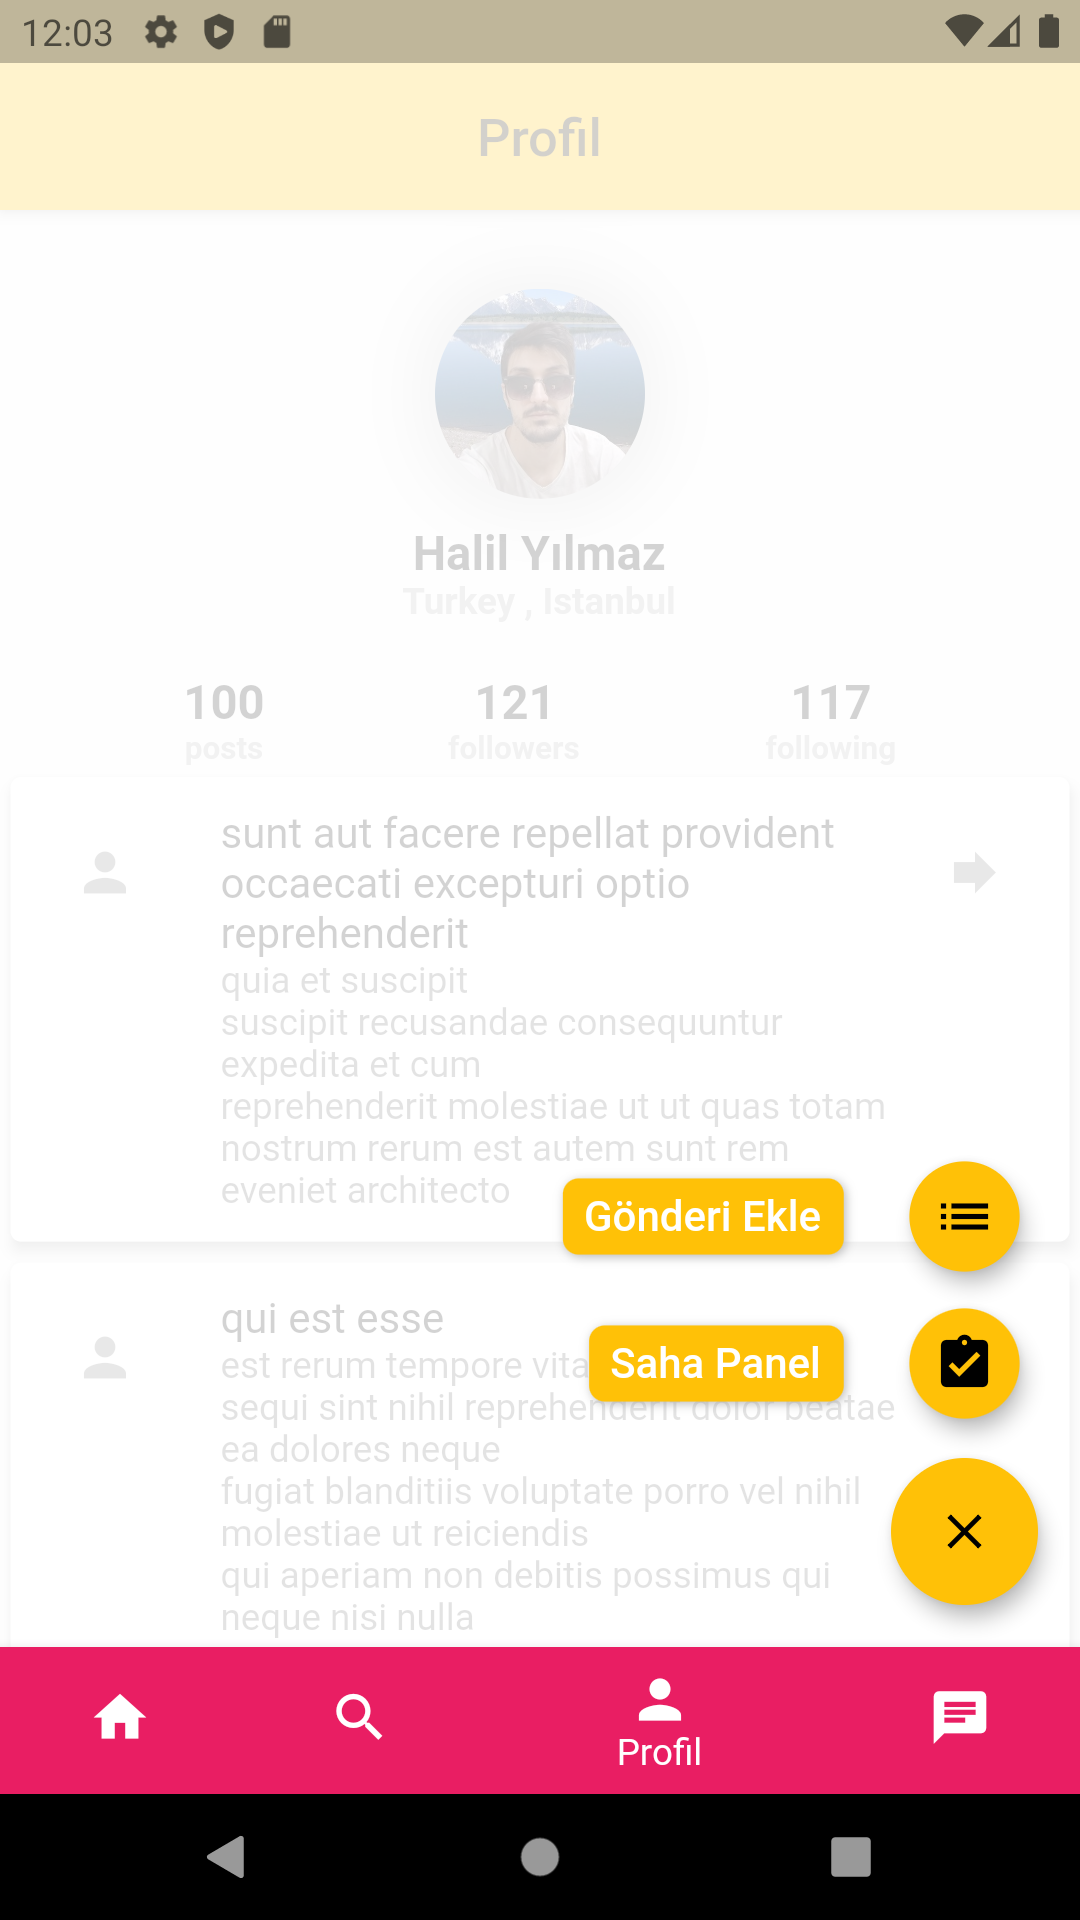 12:03
Profil
Halil Yılmaz
Turkey , Istanbul
100 121 117
posts followers following
sunt aut facere repellat provident
occaecati excepturi optio
reprehenderit
quia et suscipit
suscipit recusandae consequuntur
expedita et cum
reprehenderit molestiae ut ut quas totam
nostrum rerum est autem sunt rem
eveniet architecto
Gönderi Ekle
qui est esse
est rerum tempore
Saha Panel
sequi sint nihil reprehenderit dolor beatae
ea dolores neque
fugiat blanditiis voluptate porro vel nihil
molestiae ut reiciendis
qui aperiam non debitis possimus qui
neque nisi nulla
Profil